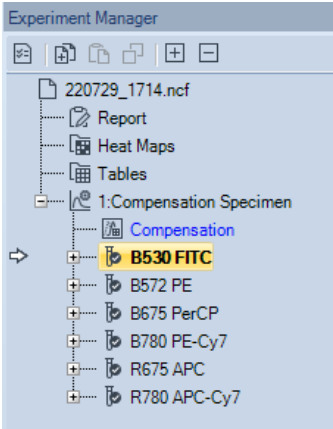 Experiment Manager
220729_1714.ncf
Report
Heat Maps
Tables
1:Compensation Specimen
Compensation
B530 FITC
B572 PE
B675 PerCP
B780 PE-Cy7
R675 APC
R780 APC-Cy7